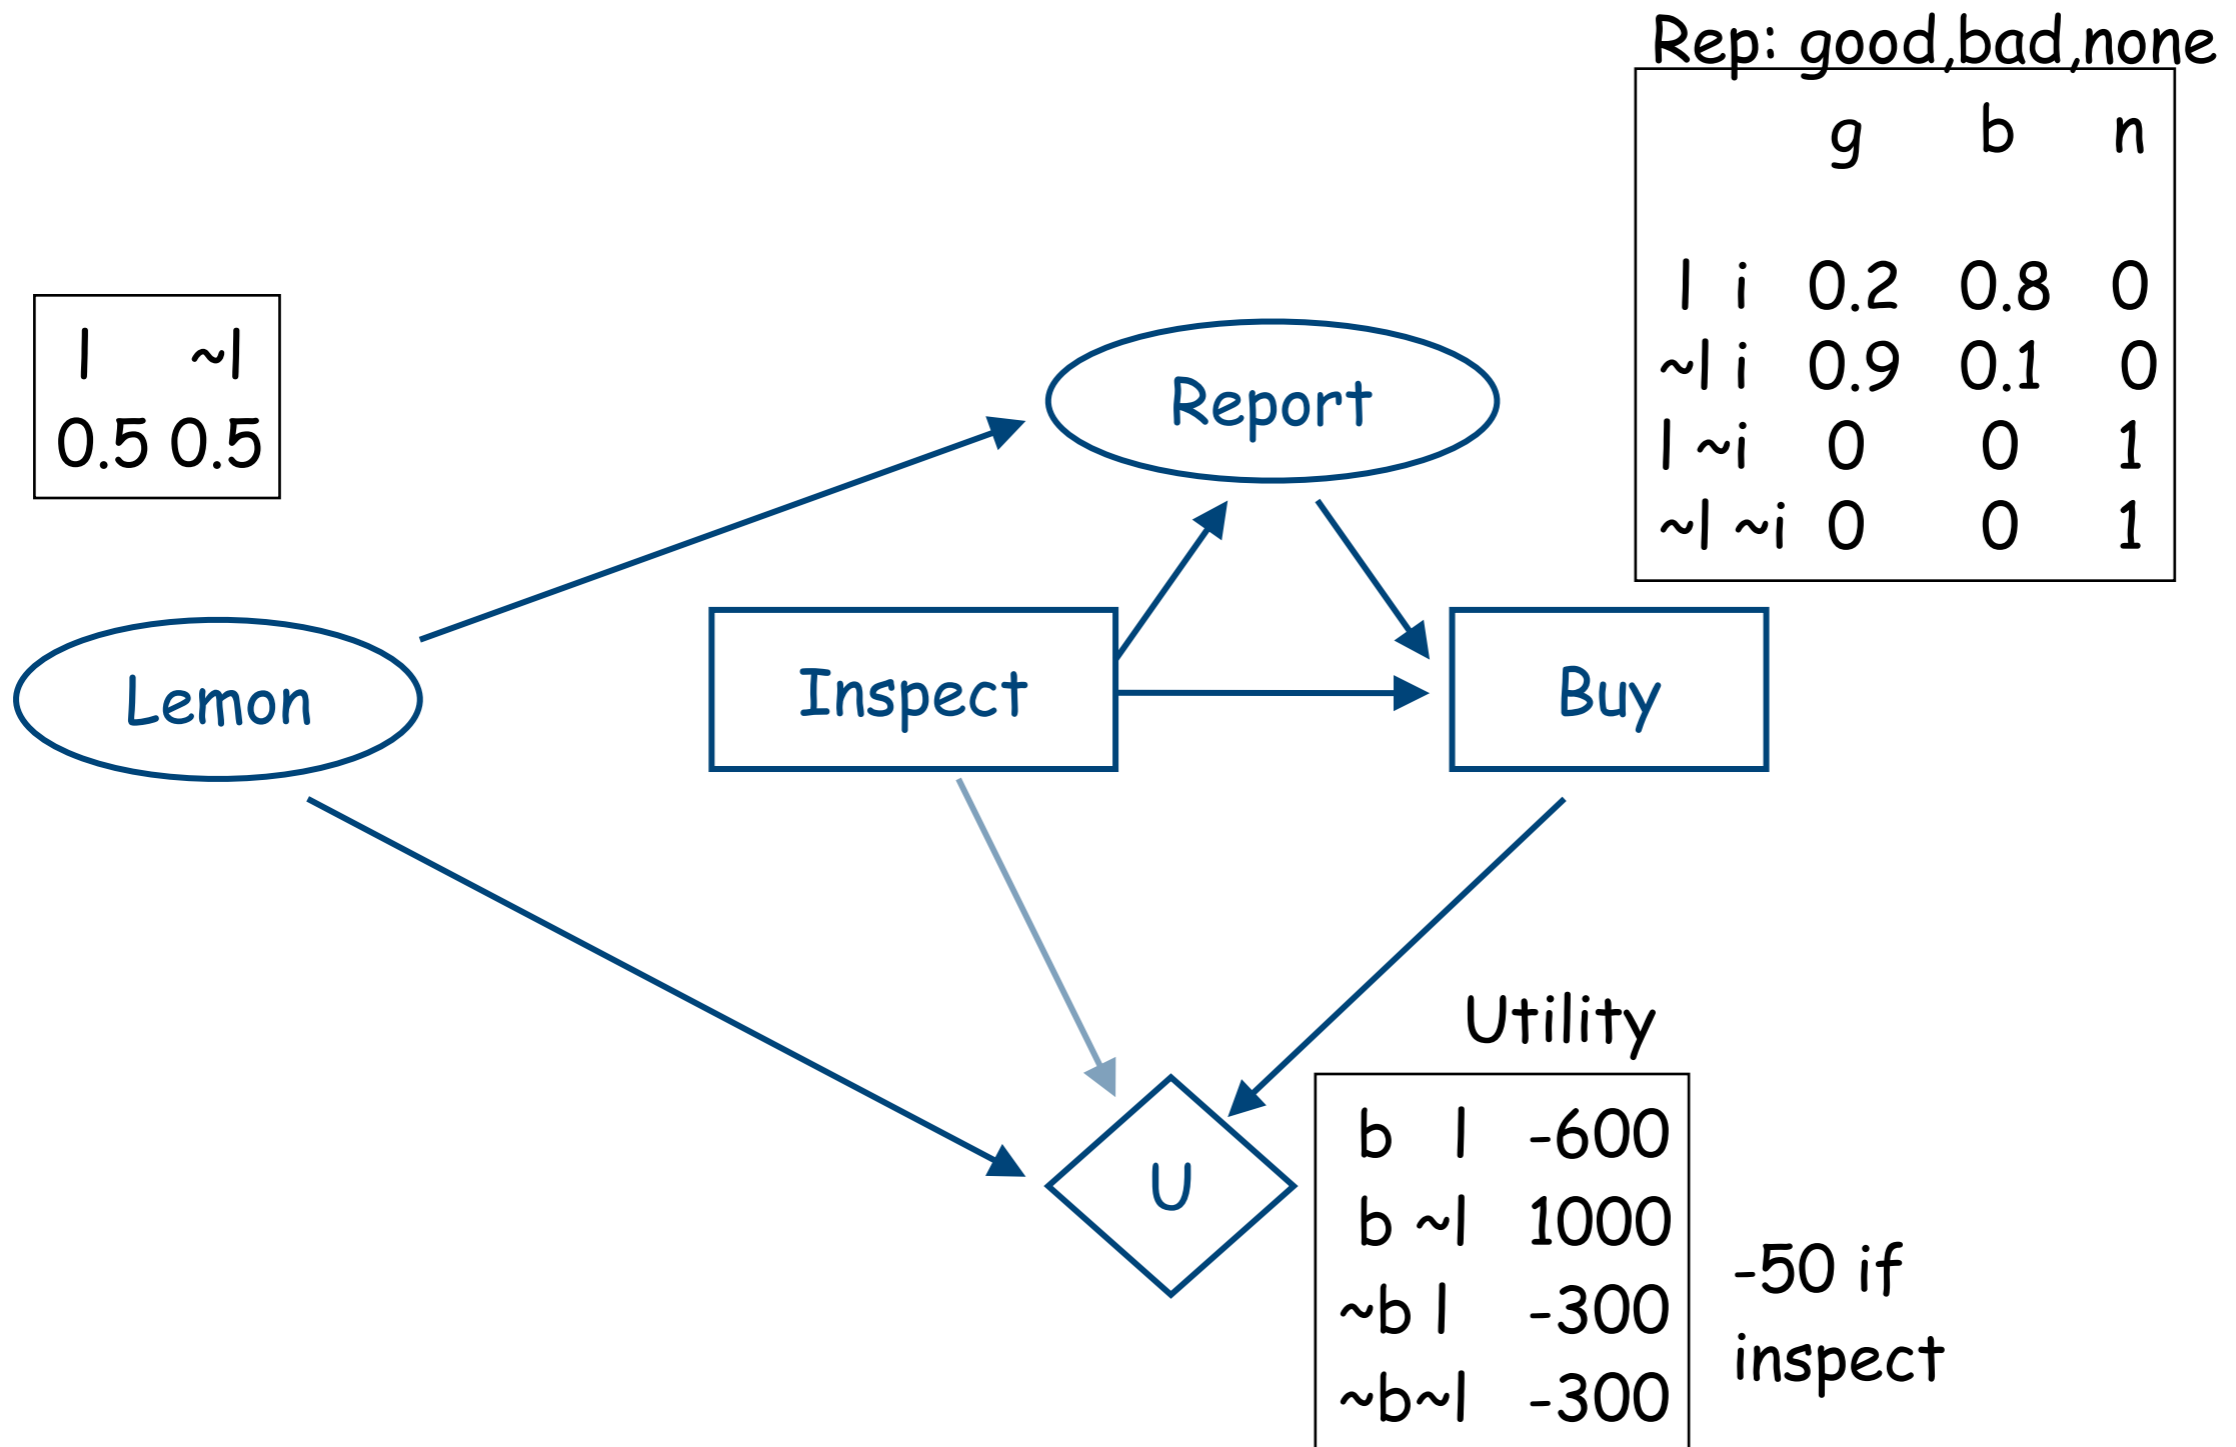 Rep: good,bad,none
g b n
l i 0.2 0.8 0
~l i 0.9 0.1 0
l ~i 0 0 1
~l ~i 0 0 1
l ~l
0.5 0.5
Report
Lemon
Inspect
Buy
U
Utility
b l -600
b ~l 1000
~b l -300
~b~l -300
-50 if
inspect